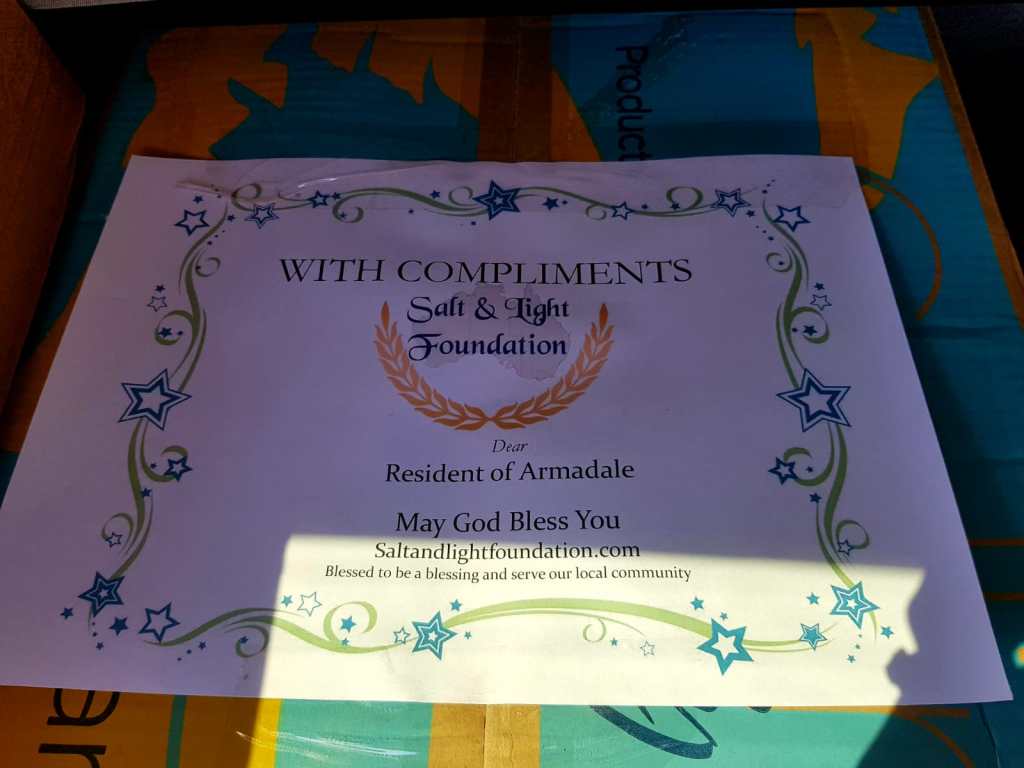 Product
WITH COMPLIMENTS
Salt & Light
Foundation
Dear
Resident of Armadale
May God Bless You
Saltandlightfoundation.com
Blessed to be a blessing and serve our local community